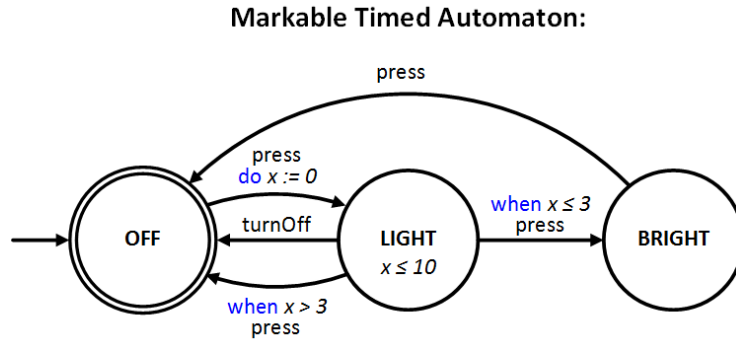 Markable Timed Automaton:
press
press
do x := 0
when x ≤ 3
press
OFF
turnOff
LIGHT
x ≤ 10
BRIGHT
when x > 3
press